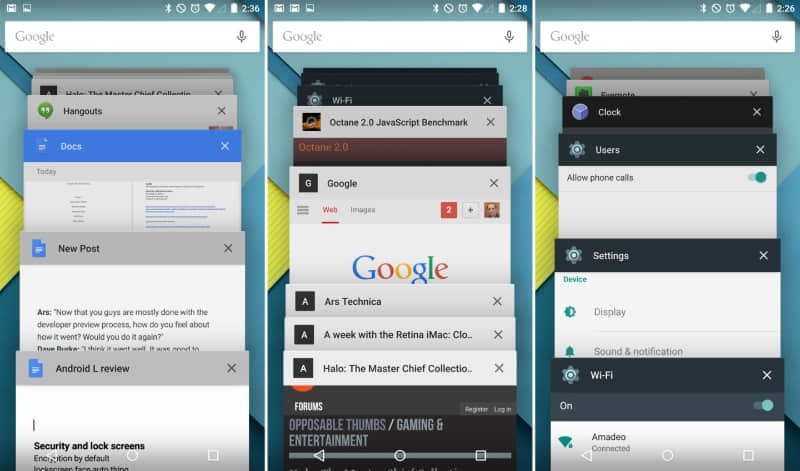 2:36
Google
Halo: The Master Chief Collectio..
Hangouts
Docs
Today
New Post
Ars: "Now that you guys are mostly done with the
developer preview process, how do you feel about
how it went? Would you do it again?"
Dave Burke: "I think it went well. It was good to
Android L review
Security and lock screens
Encryption by default
lockscreen face auto thing
2:28
Google
Wi-Fi
Octane 2.0 JavaScript Benchmark
Octane 2.0
G Google
Web Images 2 +
Google
A Ars Technica
A A week with the Retina iMac: Clo..
A Halo: The Master Chief Collectio..
FORUMS
Register Log in
OPPOSABLE THUMBS / GAMING &
ENTERTAINMENT
Halo: The Master Chief Collection
2:26
Google
Evernote
Clock
Users
Allow phone calls
Settings
Device
Display
Sound & notification
Wi-Fi
On
Amadeo
Connected